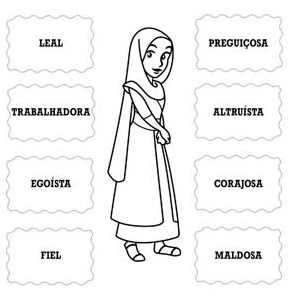 LEAL
PREGUIÇOSA
TRABALHADORA
ALTRUÍSTA
EGOÍSTA
CORAJOSA
FIEL
MALDOSA